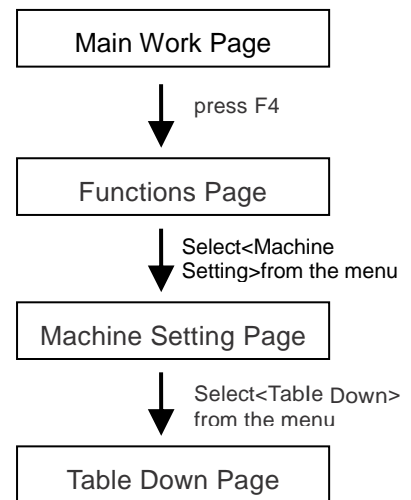 Main Work Page
press F4
Functions Page
Select<Machine
Setting>from the menu
Machine Setting Page
Select<Table Down>
from the menu
Table Down Page